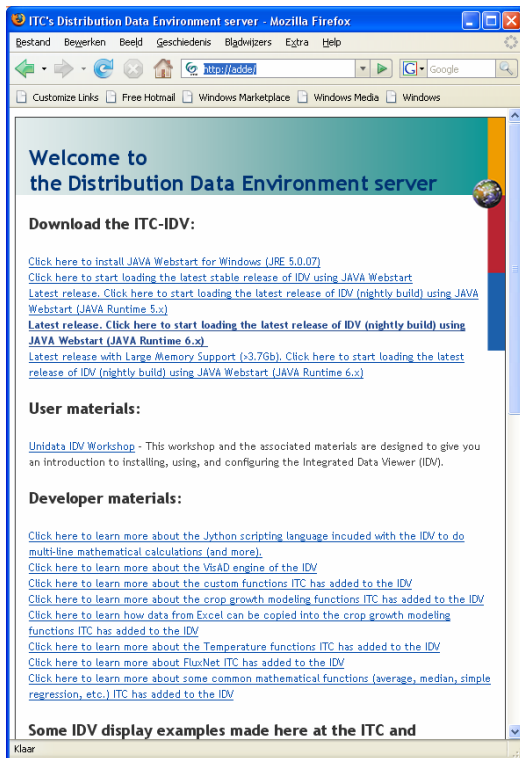 ITC's Distribution Data Environment server - Mozilla Firefox
Bestand Bewerken Beeld Geschiedenis Bladwijzers Extra Help
http://adde/
G Google
Customize Links Free Hotmail Windows Marketplace Windows Media Windows
Welcome to
the Distribution Data Environment server
Download the ITC-IDV:
Click here to install JAVA Webstart for Windows (JRE 5.0.07)
Click here to start loading the latest stable release of IDV using JAVA Webstart
Latest release. Click here to start loading the latest release of IDV (nightly build) using JAVA
Webstart (JAVA Runtime 5.x)
Latest release. Click here to start loading the latest release of IDV (nightly build) using
JAVA Webstart (JAVA Runtime 6.x)
Latest release with Large Memory Support (>3.7Gb). Click here to start loading the latest
release of IDV (nightly build) using JAVA Webstart (JAVA Runtime 6.x)
User materials:
Unidata IDV Workshop - This workshop and the associated materials are designed to give you
an introduction to installing, using, and configuring the Integrated Data Viewer (IDV).
Developer materials:
Click here to learn more about the Jython scripting language incuded with the IDV to do
multi-line mathematical calculations (and more).
Click here to learn more about the VisAD engine of the IDV
Click here to learn more about the custom functions ITC has added to the IDV
Click here to learn more about the crop growth modeling functions ITC has added to the IDV
Click here to learn how data from Excel can be copied into the crop growth modeling
functions ITC has added to the IDV
Click here to learn more about the Temperature functions ITC has added to the IDV
Click here to learn more about FluxNet ITC has added to the IDV
Click here to learn more about some common mathematical functions (average, median, simple
regression, etc.) ITC has added to the IDV
Some IDV display examples made here at the ITC and
Klaar